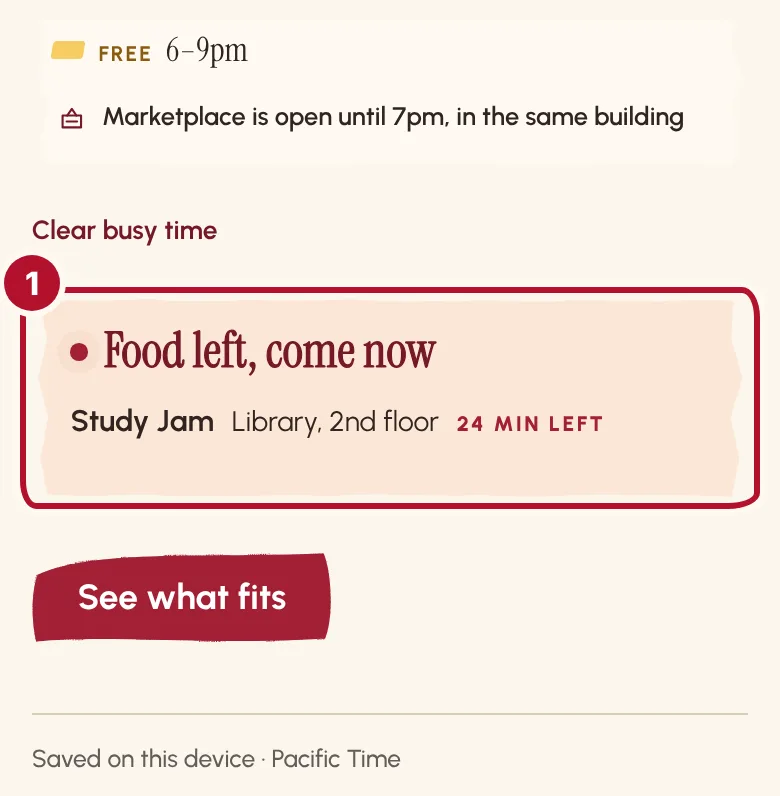 FREE 6–9pm
Marketplace is open until 7pm, in the same building
Clear busy time
1
Food left, come now
Study Jam Library, 2nd floor 24 MIN LEFT
See what fits
Saved on this device · Pacific Time